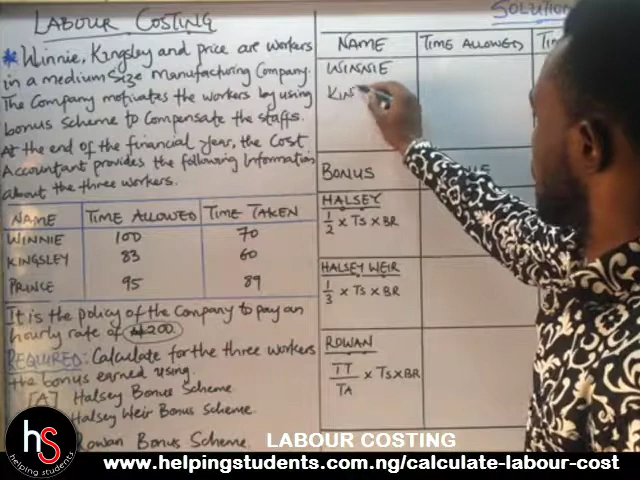 LABOUR COSTING
* Winnie, Kingsley and price are workers
in a medium size manufacturing Company.
The Company motivates the workers by using
bonus scheme to Compensate the staffs.
At the end of the financial year, the Cost
Accountant provides the following Information
about the three workers.
NAME TIME ALLOWED TIME TAKEN
WINNIE 100 70
KINGSLEY 83 60
PRINCE 95 89
It is the policy of the Company to pay an
hourly rate of ₦200.
REQUIRED: Calculate for the three workers
the bonus earned using.
[A] Halsey Bonus Scheme
Halsey Weir Bonus Scheme.
Rowan Bonus Scheme.
SOLUTION
NAME TIME ALLOWED TI
WINNIE
KIN
BONUS
HALSEY
1/2 × TS × BR
HALSEY WEIR
1/3 × TS × BR
ROWAN
TT/TA × TS × BR
hs
helping students
LABOUR COSTING
www.helpingstudents.com.ng/calculate-labour-cost